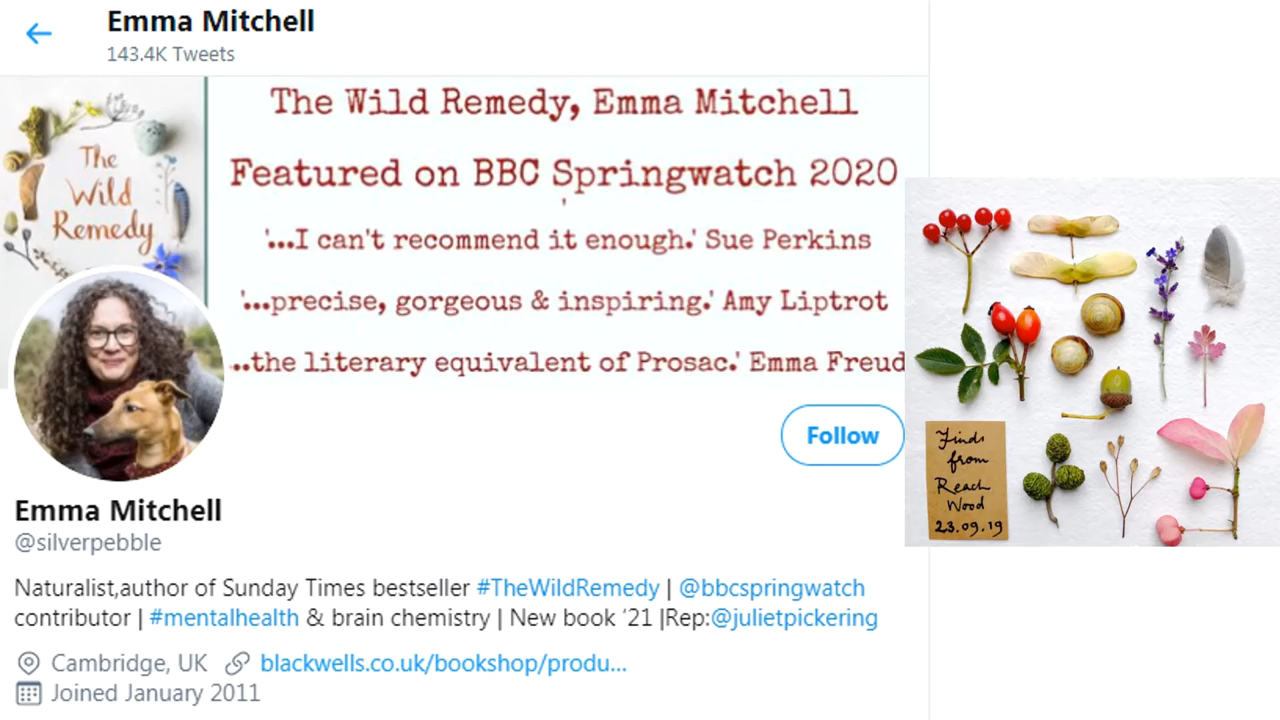 Emma Mitchell
143.4K Tweets
The
Wild
Remedy
The Wild Remedy, Emma Mitchell
Featured on BBC Springwatch 2020
'...I can't recommend it enough.' Sue Perkins
'...precise, gorgeous & inspiring.' Amy Liptrot
...the literary equivalent of Prosac.' Emma Freud
Follow
Emma Mitchell
@silverpebble
Naturalist,author of Sunday Times bestseller #TheWildRemedy | @bbcspringwatch
contributor | #mentalhealth & brain chemistry | New book ‘21 |Rep:@julietpickering
Cambridge, UK blackwells.co.uk/bookshop/produ...
Joined January 2011
Finds
from
Reach
Wood
23.09.19